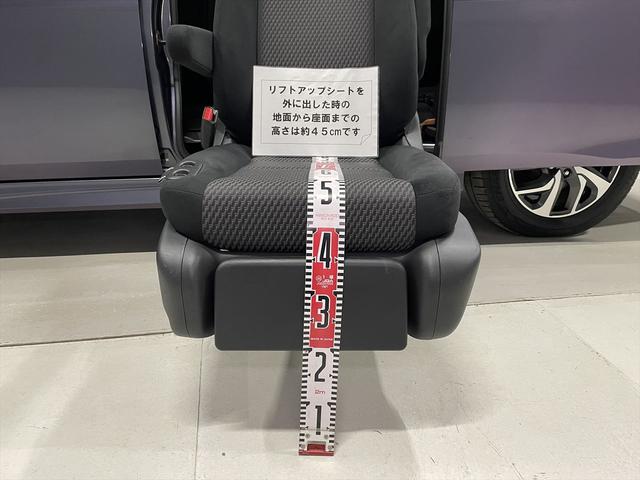 リフトアップシートを
外に出した時の
地面から座面までの
高さは約４５cmです
6
5
4
3
2
2m
1